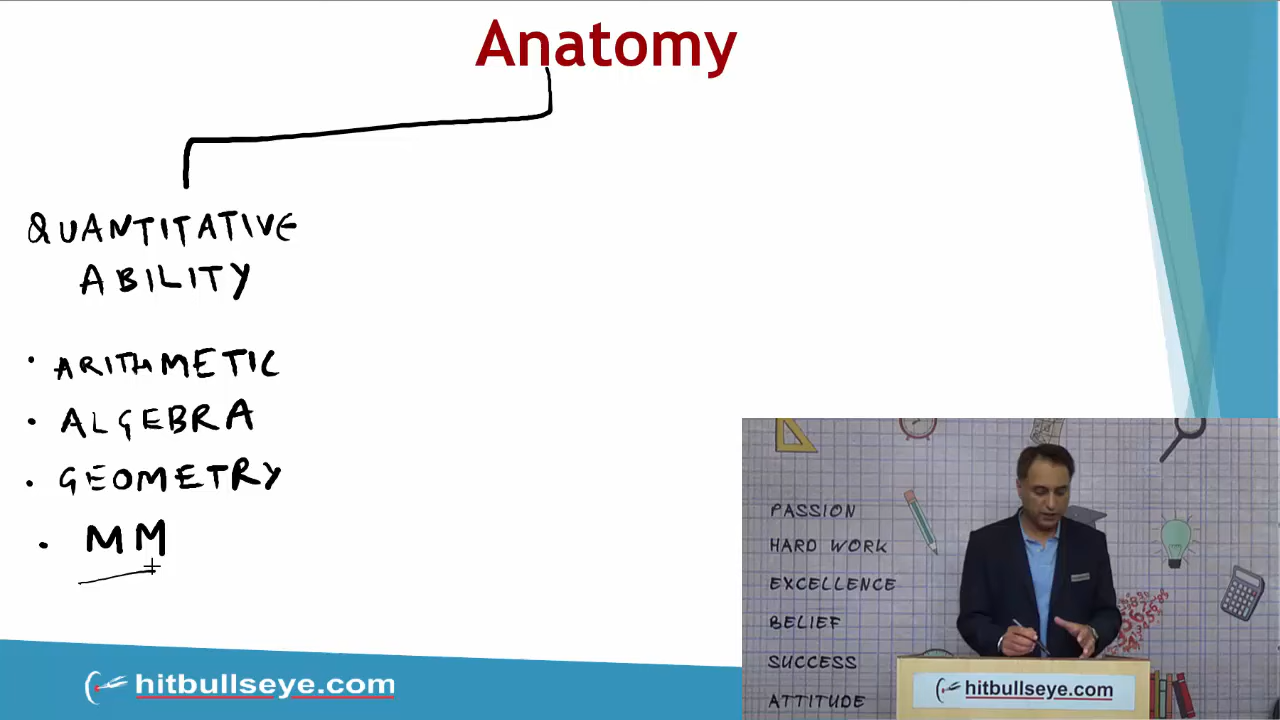 Anatomy
QUANTITATIVE
ABILITY
• ARITHMETIC
• ALGEBRA
• GEOMETRY
• MM
PASSION
HARD WORK
EXCELLENCE
BELIEF
SUCCESS
ATTITUDE
hitbullseye.com
hitbullseye.com